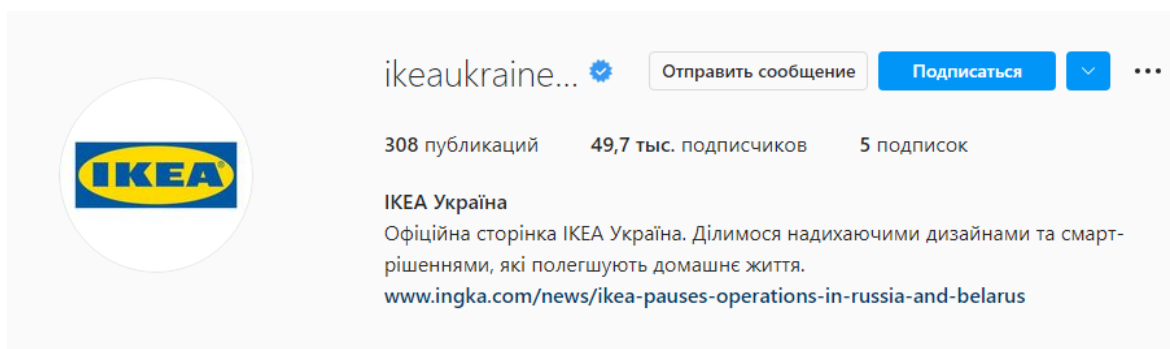 ikeaukraine... Отправить сообщение Подписаться
308 публикаций 49,7 тыс. подписчиков 5 подписок
IKEA
ІКЕА Україна
Офіційна сторінка ІКЕА Україна. Ділимося надихаючими дизайнами та смарт-
рішеннями, які полегшують домашнє життя.
www.ingka.com/news/ikea-pauses-operations-in-russia-and-belarus